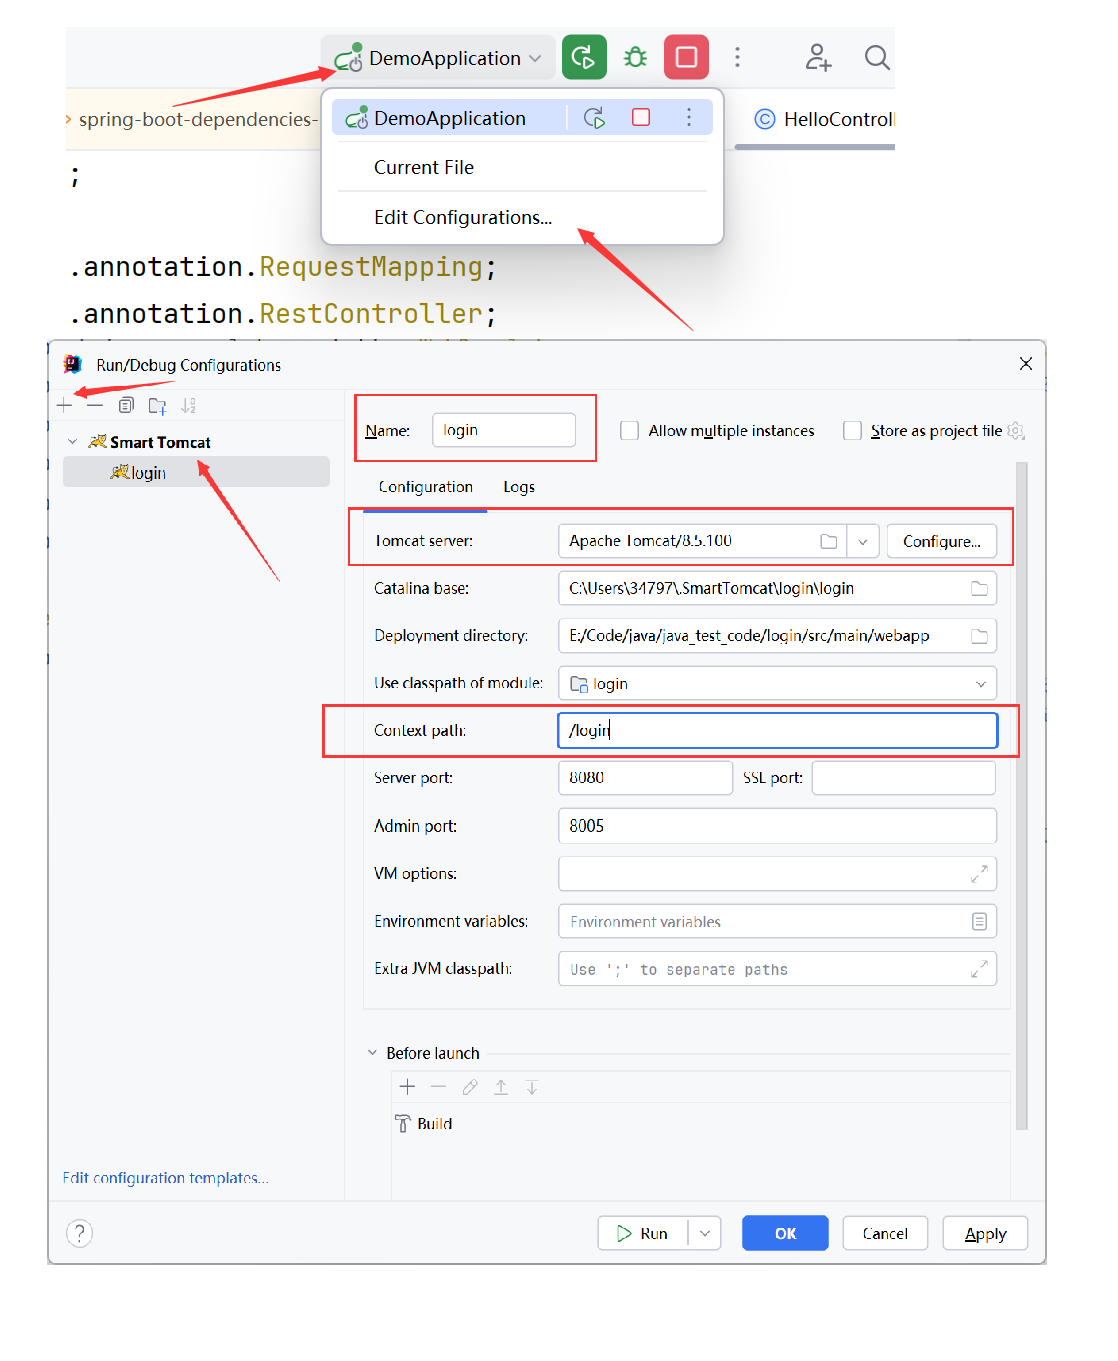 DemoApplication
spring-boot-dependencies-
DemoApplication
HelloControl
;
Current File
Edit Configurations...
.annotation.RequestMapping;
.annotation.RestController;
Run/Debug Configurations
Smart Tomcat
login
Name: login
Allow multiple instances
Store as project file
Configuration
Logs
Tomcat server: Apache Tomcat/8.5.100 Configure...
Catalina base: C:\Users\34797\.SmartTomcat\login\login
Deployment directory: E:/Code/java/java_test_code/login/src/main/webapp
Use classpath of module: login
Context path: /login
Server port: 8080 SSL port:
Admin port: 8005
VM options:
Environment variables: Environment variables
Extra JVM classpath: Use ';' to separate paths
Before launch
Build
Edit configuration templates...
? Run OK Cancel Apply